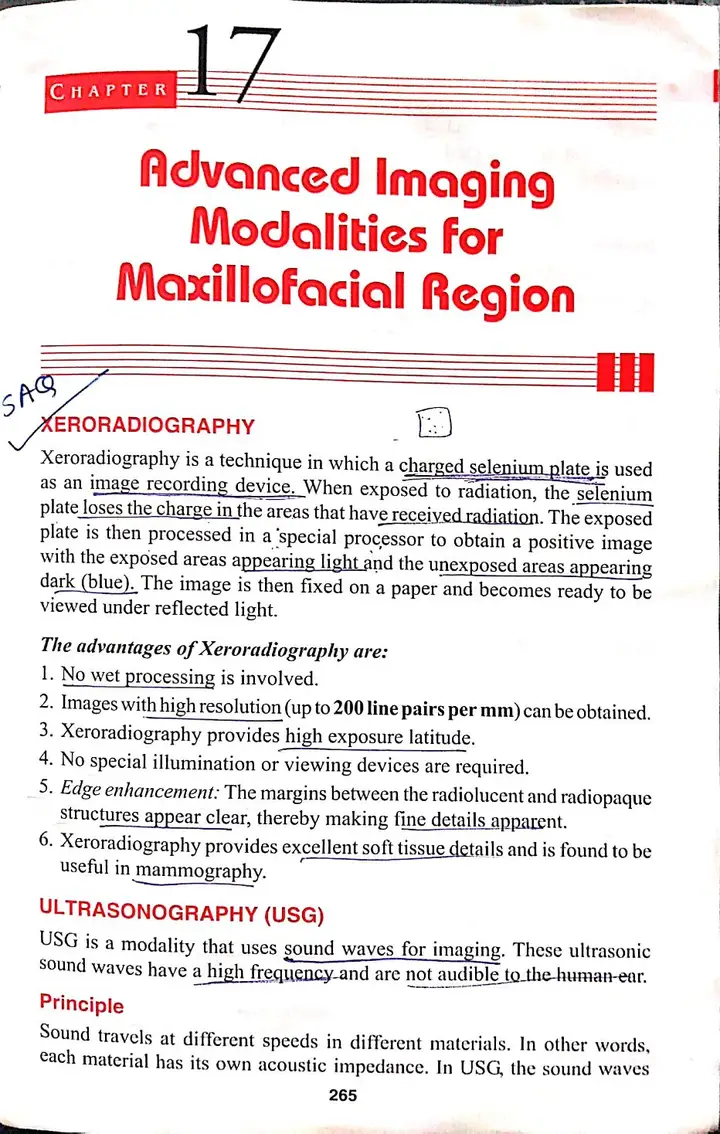 CHAPTER 17
Advanced Imaging
Modalities for
Maxillofacial Region
SAQ
XERORADIOGRAPHY
Xeroradiography is a technique in which a charged selenium plate is used
as an image recording device. When exposed to radiation, the selenium
plate loses the charge in the areas that have received radiation. The exposed
plate is then processed in a special processor to obtain a positive image
with the exposed areas appearing light and the unexposed areas appearing
dark (blue). The image is then fixed on a paper and becomes ready to be
viewed under reflected light.
The advantages of Xeroradiography are:
1. No wet processing is involved.
2. Images with high resolution (up to 200 line pairs per mm) can be obtained.
3. Xeroradiography provides high exposure latitude.
4. No special illumination or viewing devices are required.
5. Edge enhancement: The margins between the radiolucent and radiopaque
structures appear clear, thereby making fine details apparent.
6. Xeroradiography provides excellent soft tissue details and is found to be
useful in mammography.
ULTRASONOGRAPHY (USG)
USG is a modality that uses sound waves for imaging. These ultrasonic
sound waves have a high frequency and are not audible to the human ear.
Principle
Sound travels at different speeds in different materials. In other words,
each material has its own acoustic impedance. In USG, the sound waves
265